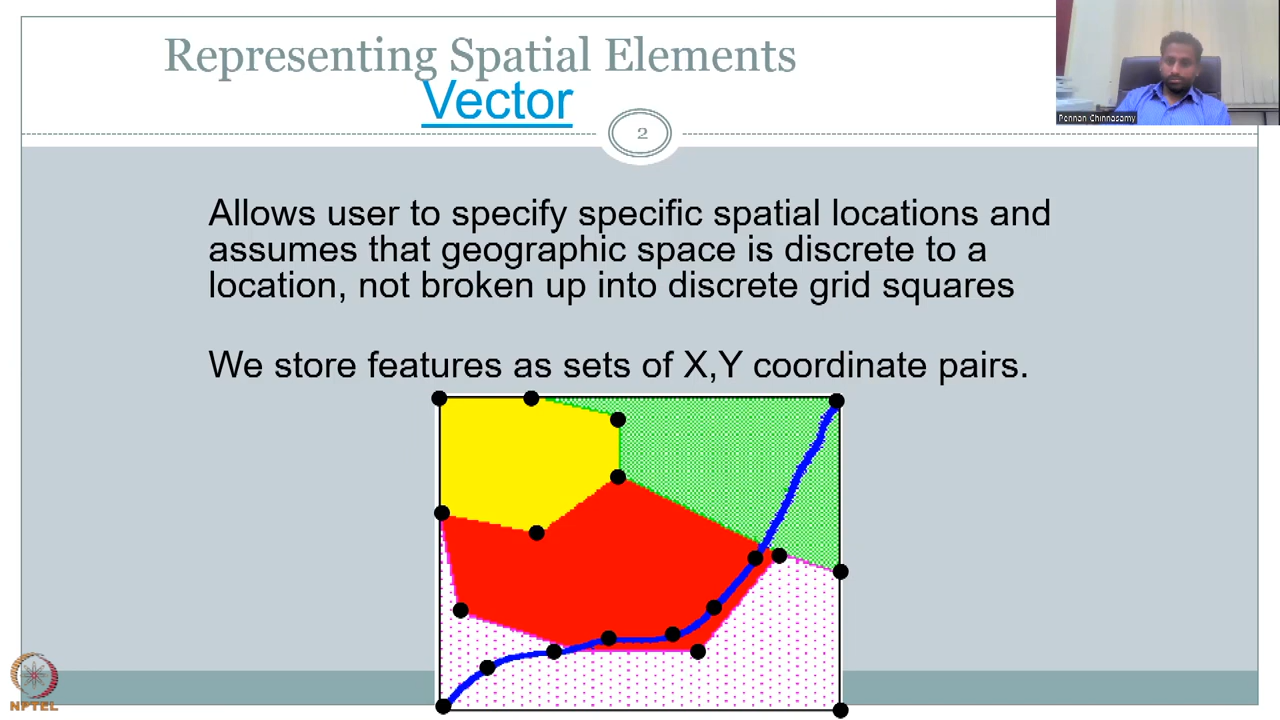 Representing Spatial Elements
Vector
Pennan Chinnasamy
2
Allows user to specify specific spatial locations and
assumes that geographic space is discrete to a
location, not broken up into discrete grid squares
We store features as sets of X,Y coordinate pairs.
NPTEL